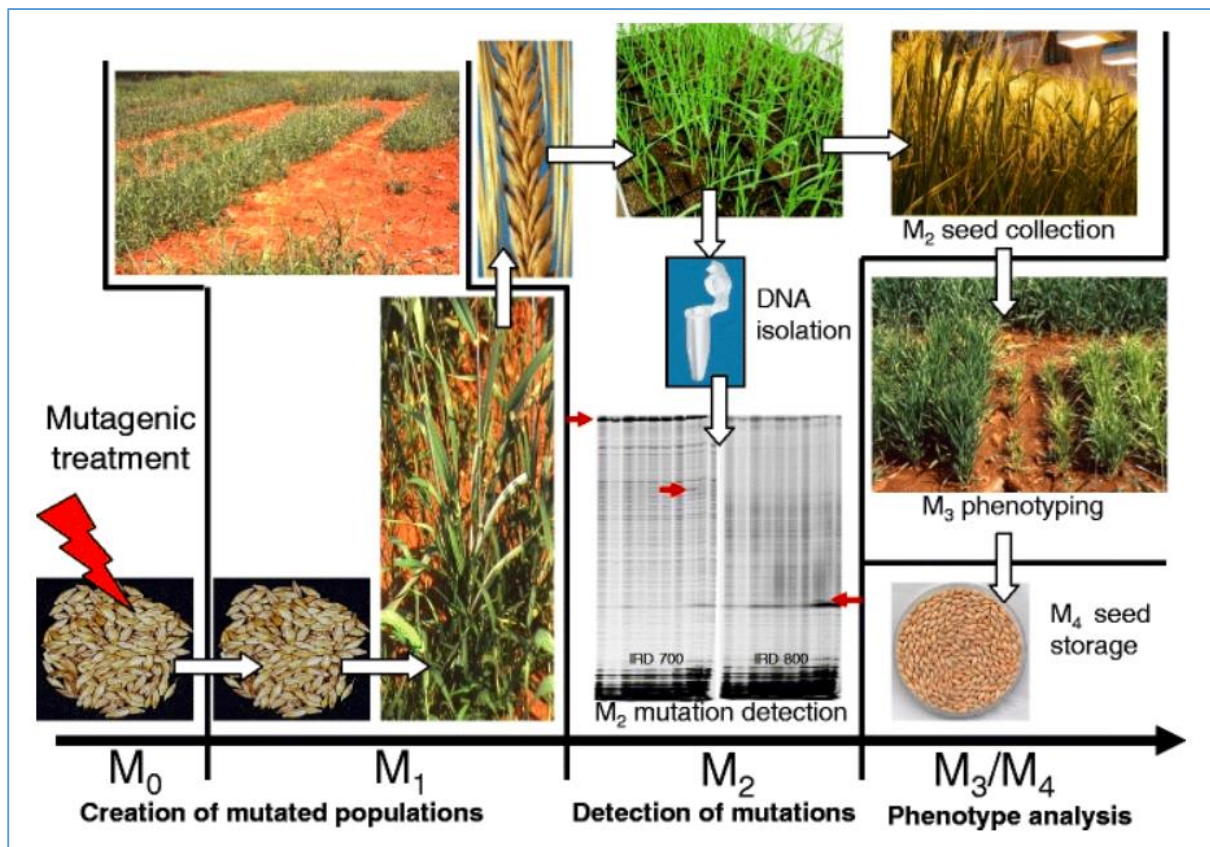 Mutagenic
treatment
DNA
isolation
M₂ seed collection
M₃ phenotyping
M₄ seed
storage
IRD 700
IRD 800
M₂ mutation detection
M₀
M₁
M₂
M₃/M₄
Creation of mutated populations
Detection of mutations
Phenotype analysis